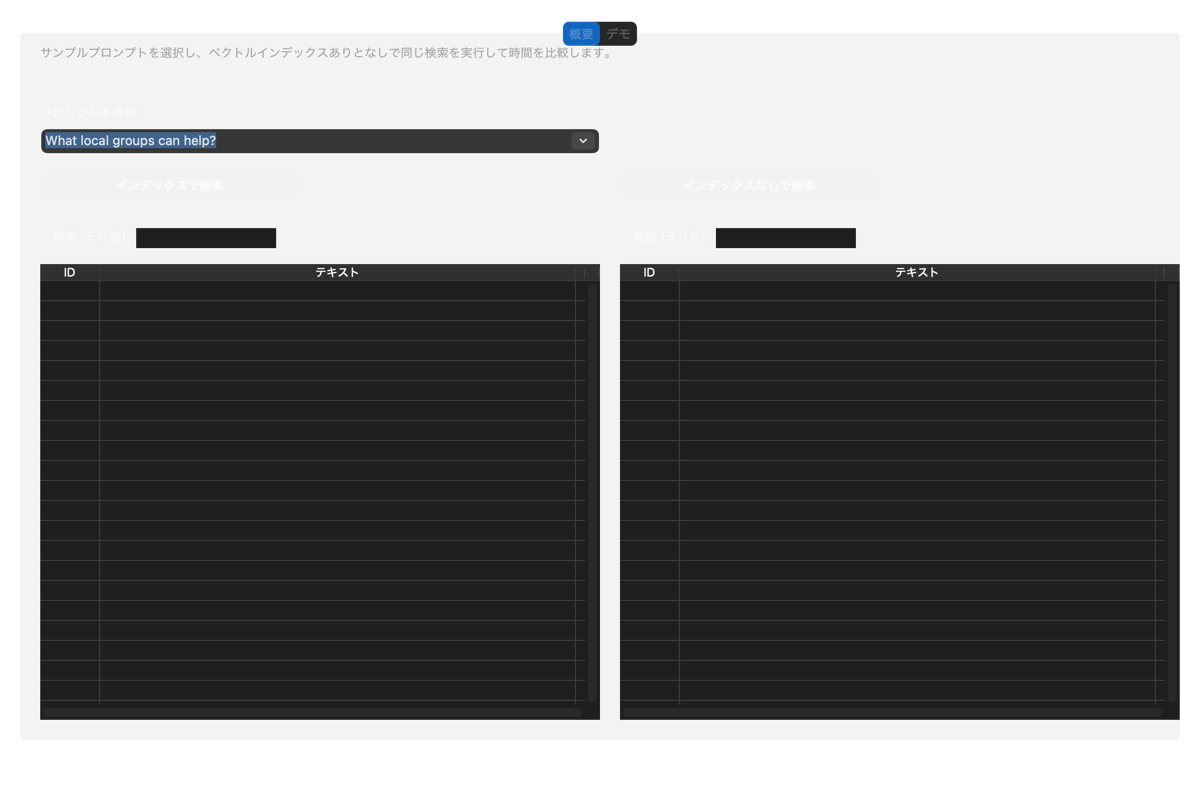 概要 デモ
サンプルプロンプトを選択し、ベクトルインデックスありとなしで同じ検索を実行して時間を比較します。
プロンプトを選択
What local groups can help?
インデックスで検索 インデックスなしで検索
時間 (ミリ秒): 時間 (ミリ秒):
ID テキスト ID テキスト